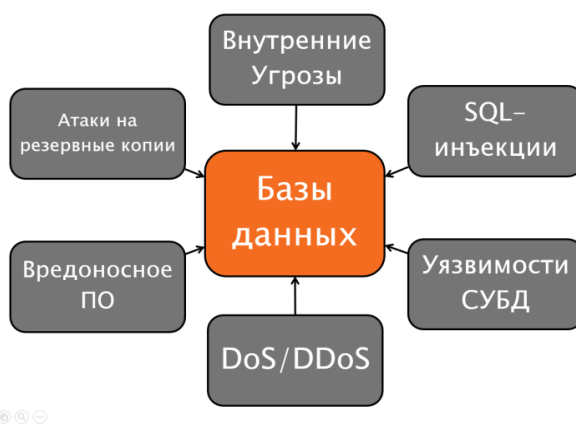 Внутренние
Угрозы
Атаки на
резервные копии
SQL–
инъекции
Базы
данных
Вредоносное
ПО
Уязвимости
СУБД
DoS/DDoS